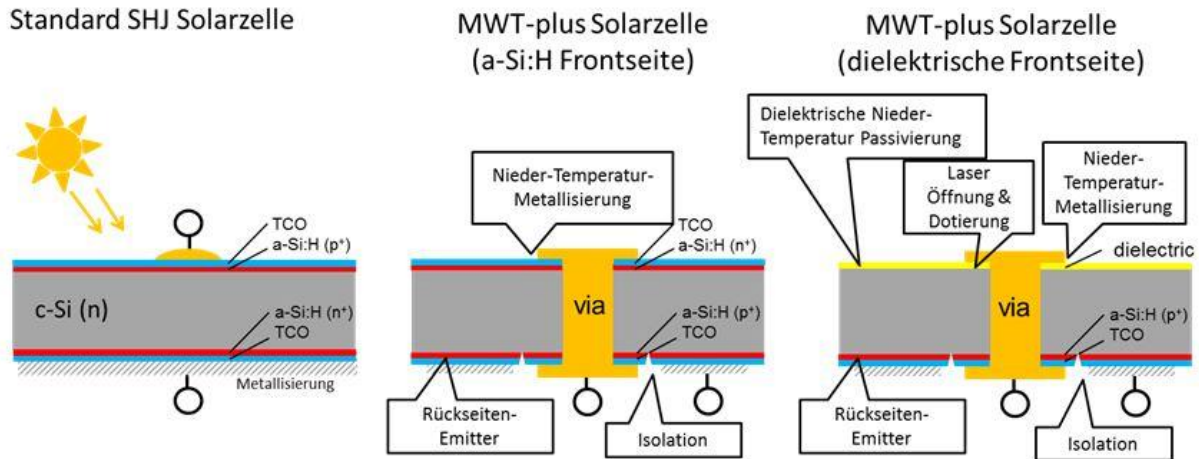 Standard SHJ Solarzelle
TCO
a-Si:H (p⁺)
c-Si (n)
a-Si:H (n⁺)
TCO
Metallisierung
MWT-plus Solarzelle
(a-Si:H Frontseite)
Nieder-Temperatur-
Metallisierung
TCO
a-Si:H (n⁺)
via
a-Si:H (p⁺)
TCO
Rückseiten-
Emitter
Isolation
MWT-plus Solarzelle
(dielektrische Frontseite)
Dielektrische Nieder-
Temperatur Passivierung
Laser
Öffnung &
Dotierung
Nieder-
Temperatur-
Metallisierung
dielectric
via
a-Si:H (p⁺)
TCO
Rückseiten-
Emitter
Isolation